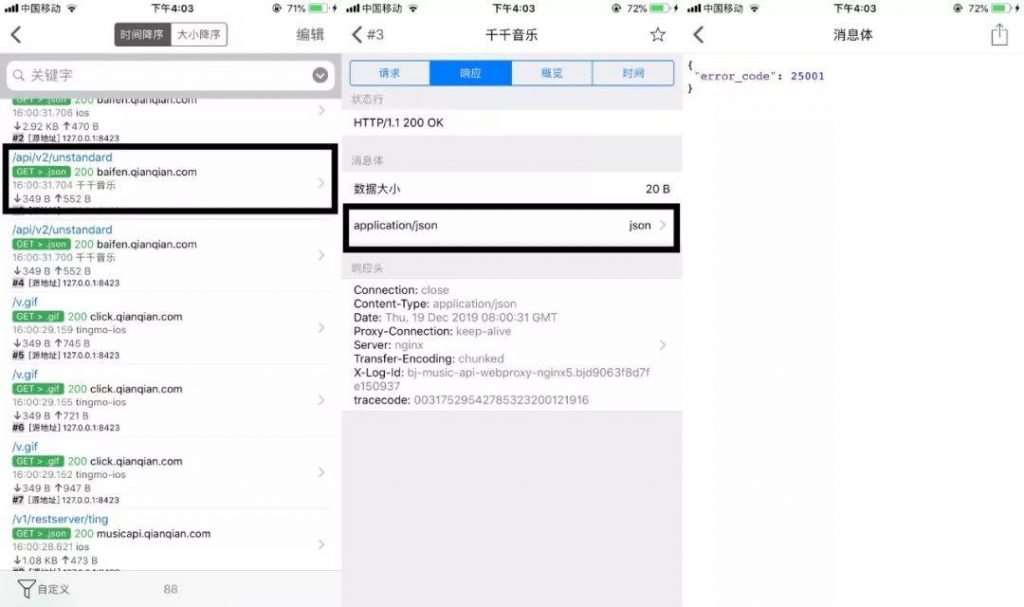 中国移动
下午4:03
71%
时间降序
大小降序
编辑
关键字
GET > .json 200 baifen.qianqian.com
16:00:31.706 ios
↓2.92 KB ↑470 B
#2 [源地址] 127.0.0.1:8423
/api/v2/unstandard
GET > .json 200 baifen.qianqian.com
16:00:31.704 千千音乐
↓349 B ↑552 B
/api/v2/unstandard
GET > .json 200 baifen.qianqian.com
16:00:31.700 千千音乐
↓349 B ↑552 B
#4 [源地址] 127.0.0.1:8423
/v.gif
GET > .gif 200 click.qianqian.com
16:00:29.159 tingmo-ios
↓349 B ↑745 B
#5 [源地址] 127.0.0.1:8423
/v.gif
GET > .gif 200 click.qianqian.com
16:00:29.155 tingmo-ios
↓349 B ↑721 B
#6 [源地址] 127.0.0.1:8423
/v.gif
GET > .gif 200 click.qianqian.com
16:00:29.152 tingmo-ios
↓349 B ↑947 B
#7 [源地址] 127.0.0.1:8423
/v1/restserver/ting
GET > .json 200 musicapi.qianqian.com
16:00:28.621 ios
↓1.08 KB ↑473 B
自定义
88
中国移动
下午4:03
72%
#3
千千音乐
请求
响应
概览
时间
状态行
HTTP/1.1 200 OK
消息体
数据大小
20 B
application/json
json
响应头
Connection: close
Content-Type: application/json
Date: Thu, 19 Dec 2019 08:00:31 GMT
Proxy-Connection: keep-alive
Server: nginx
Transfer-Encoding: chunked
X-Log-Id: bj-music-api-webproxy-nginx5.bjd9063f8d7f
e150937
tracecode: 00317529542785323200121916
中国移动
下午4:03
72%
消息体
{
"error_code": 25001
}